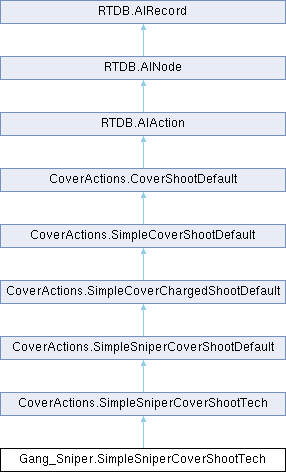 RTDB.AIRecord
RTDB.AINode
RTDB.AIAction
CoverActions.CoverShootDefault
CoverActions.SimpleCoverShootDefault
CoverActions.SimpleCoverChargedShootDefault
CoverActions.SimpleSniperCoverShootDefault
CoverActions.SimpleSniperCoverShootTech
Gang_Sniper.SimpleSniperCoverShootTech